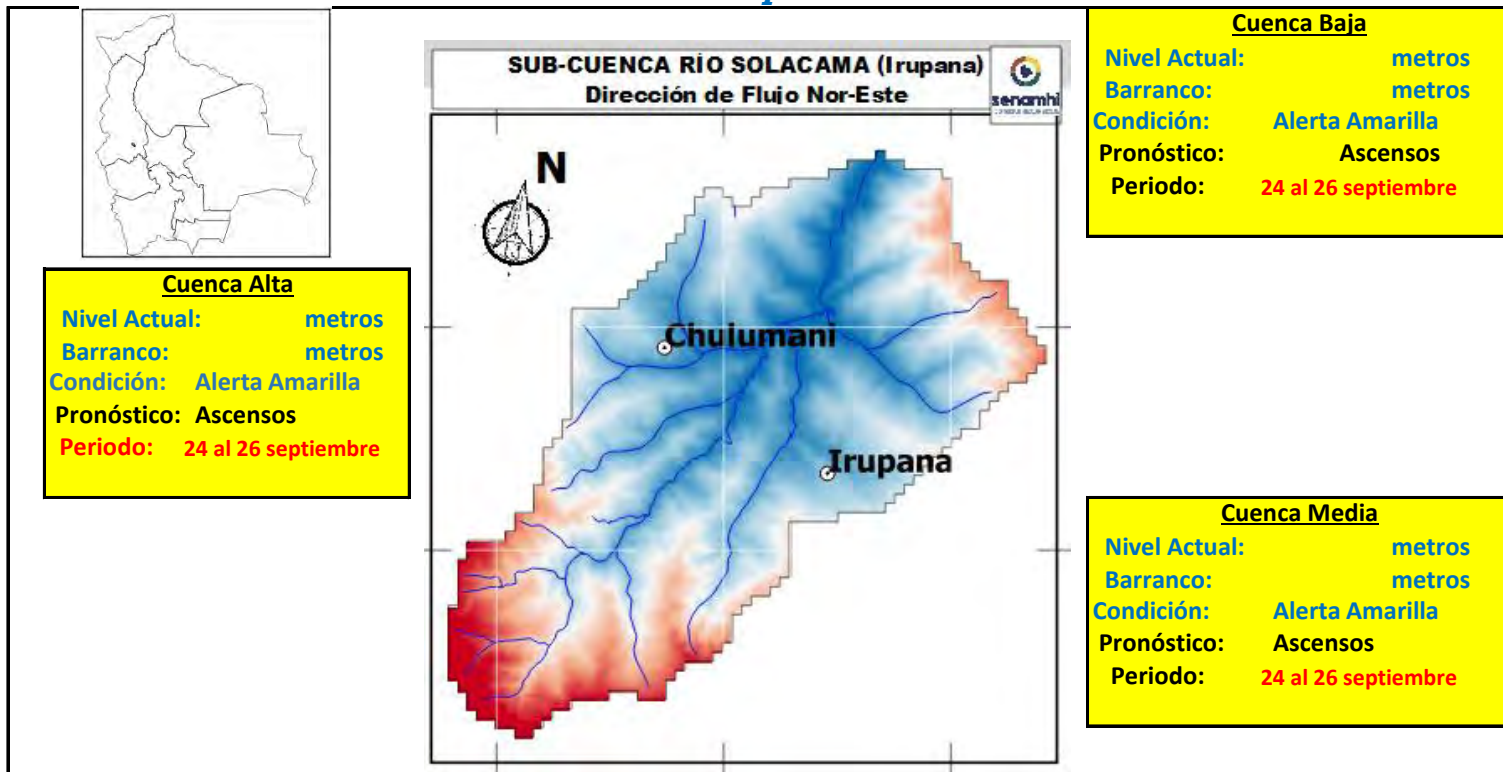 SUB-CUENCA RÍO SOLACAMA (Irupana)
Dirección de Flujo Nor-Este
senamhi
N
Chulumani
Irupana
Cuenca Alta
Nivel Actual: metros
Barranco: metros
Condición: Alerta Amarilla
Pronóstico: Ascensos
Periodo: 24 al 26 septiembre
Cuenca Baja
Nivel Actual: metros
Barranco: metros
Condición: Alerta Amarilla
Pronóstico: Ascensos
Periodo: 24 al 26 septiembre
Cuenca Media
Nivel Actual: metros
Barranco: metros
Condición: Alerta Amarilla
Pronóstico: Ascensos
Periodo: 24 al 26 septiembre